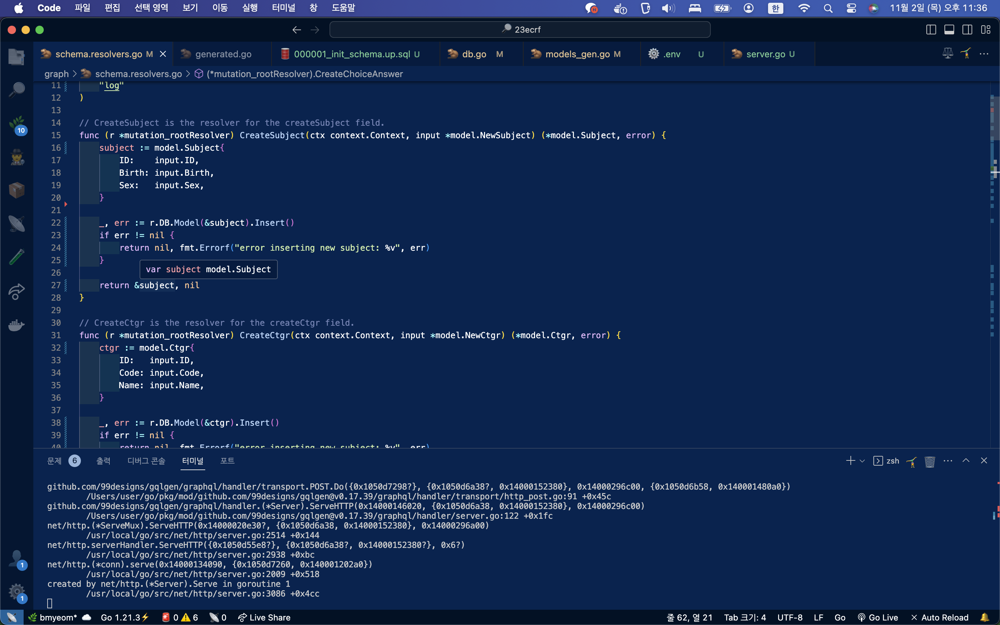 Code 파일 편집 선택 영역 보기 이동 실행 터미널 창 도움말 한 11월 2일 (목) 오후 11:36
23ecrf
schema.resolvers.go M generated.go 000001_init_schema.up.sql U db.go M models_gen.go M .env U server.go U
graph > schema.resolvers.go > (*mutation_rootResolver).CreateChoiceAnswer
11 "log"
12 )
13
14 // CreateSubject is the resolver for the createSubject field.
15 func (r *mutation_rootResolver) CreateSubject(ctx context.Context, input *model.NewSubject) (*model.Subject, error) {
16 subject := model.Subject{
17 ID: input.ID,
18 Birth: input.Birth,
19 Sex: input.Sex,
20 }
21
22 _, err := r.DB.Model(&subject).Insert()
23 if err != nil {
24 return nil, fmt.Errorf("error inserting new subject: %v", err)
25 }
var subject model.Subject
26
27 return &subject, nil
28 }
29
30 // CreateCtgr is the resolver for the createCtgr field.
31 func (r *mutation_rootResolver) CreateCtgr(ctx context.Context, input *model.NewCtgr) (*model.Ctgr, error) {
32 ctgr := model.Ctgr{
33 ID: input.ID,
34 Code: input.Code,
35 Name: input.Name,
36 }
37
38 _, err := r.DB.Model(&ctgr).Insert()
39 if err != nil {
40 return nil, fmt.Errorf("error inserting new subject: %v", err)
10
문제 6 출력 디버그 콘솔 터미널 포트 zsh
github.com/99designs/gqlgen/graphql/handler/transport.POST.Do({0x1050d7298?}, {0x1050d6a38?, 0x14000152380}, 0x14000296c00, {0x1050d6b58, 0x140001480a0})
/Users/user/go/pkg/mod/github.com/99designs/gqlgen@v0.17.39/graphql/handler/transport/http_post.go:91 +0x45c
github.com/99designs/gqlgen/graphql/handler.(*Server).ServeHTTP(0x14000146020, {0x1050d6a38, 0x14000152380}, 0x14000296c00)
/Users/user/go/pkg/mod/github.com/99designs/gqlgen@v0.17.39/graphql/handler/server.go:122 +0x1fc
net/http.(*ServeMux).ServeHTTP(0x14000020e30?, {0x1050d6a38, 0x14000152380}, 0x14000296a00)
/usr/local/go/src/net/http/server.go:2514 +0x144
net/http.serverHandler.ServeHTTP({0x1050d55e8?}, {0x1050d6a38?, 0x14000152380?}, 0x6?)
/usr/local/go/src/net/http/server.go:2938 +0xbc
net/http.(*conn).serve(0x14000134090, {0x1050d7260, 0x140001202a0})
/usr/local/go/src/net/http/server.go:2009 +0x518
created by net/http.(*Server).Serve in goroutine 1
/usr/local/go/src/net/http/server.go:3086 +0x4cc
1
1
bmyeom* Go 1.21.3 0 6 0 Live Share 줄 62, 열 21 Tab 크기: 4 UTF-8 LF Go Go Live Auto Reload